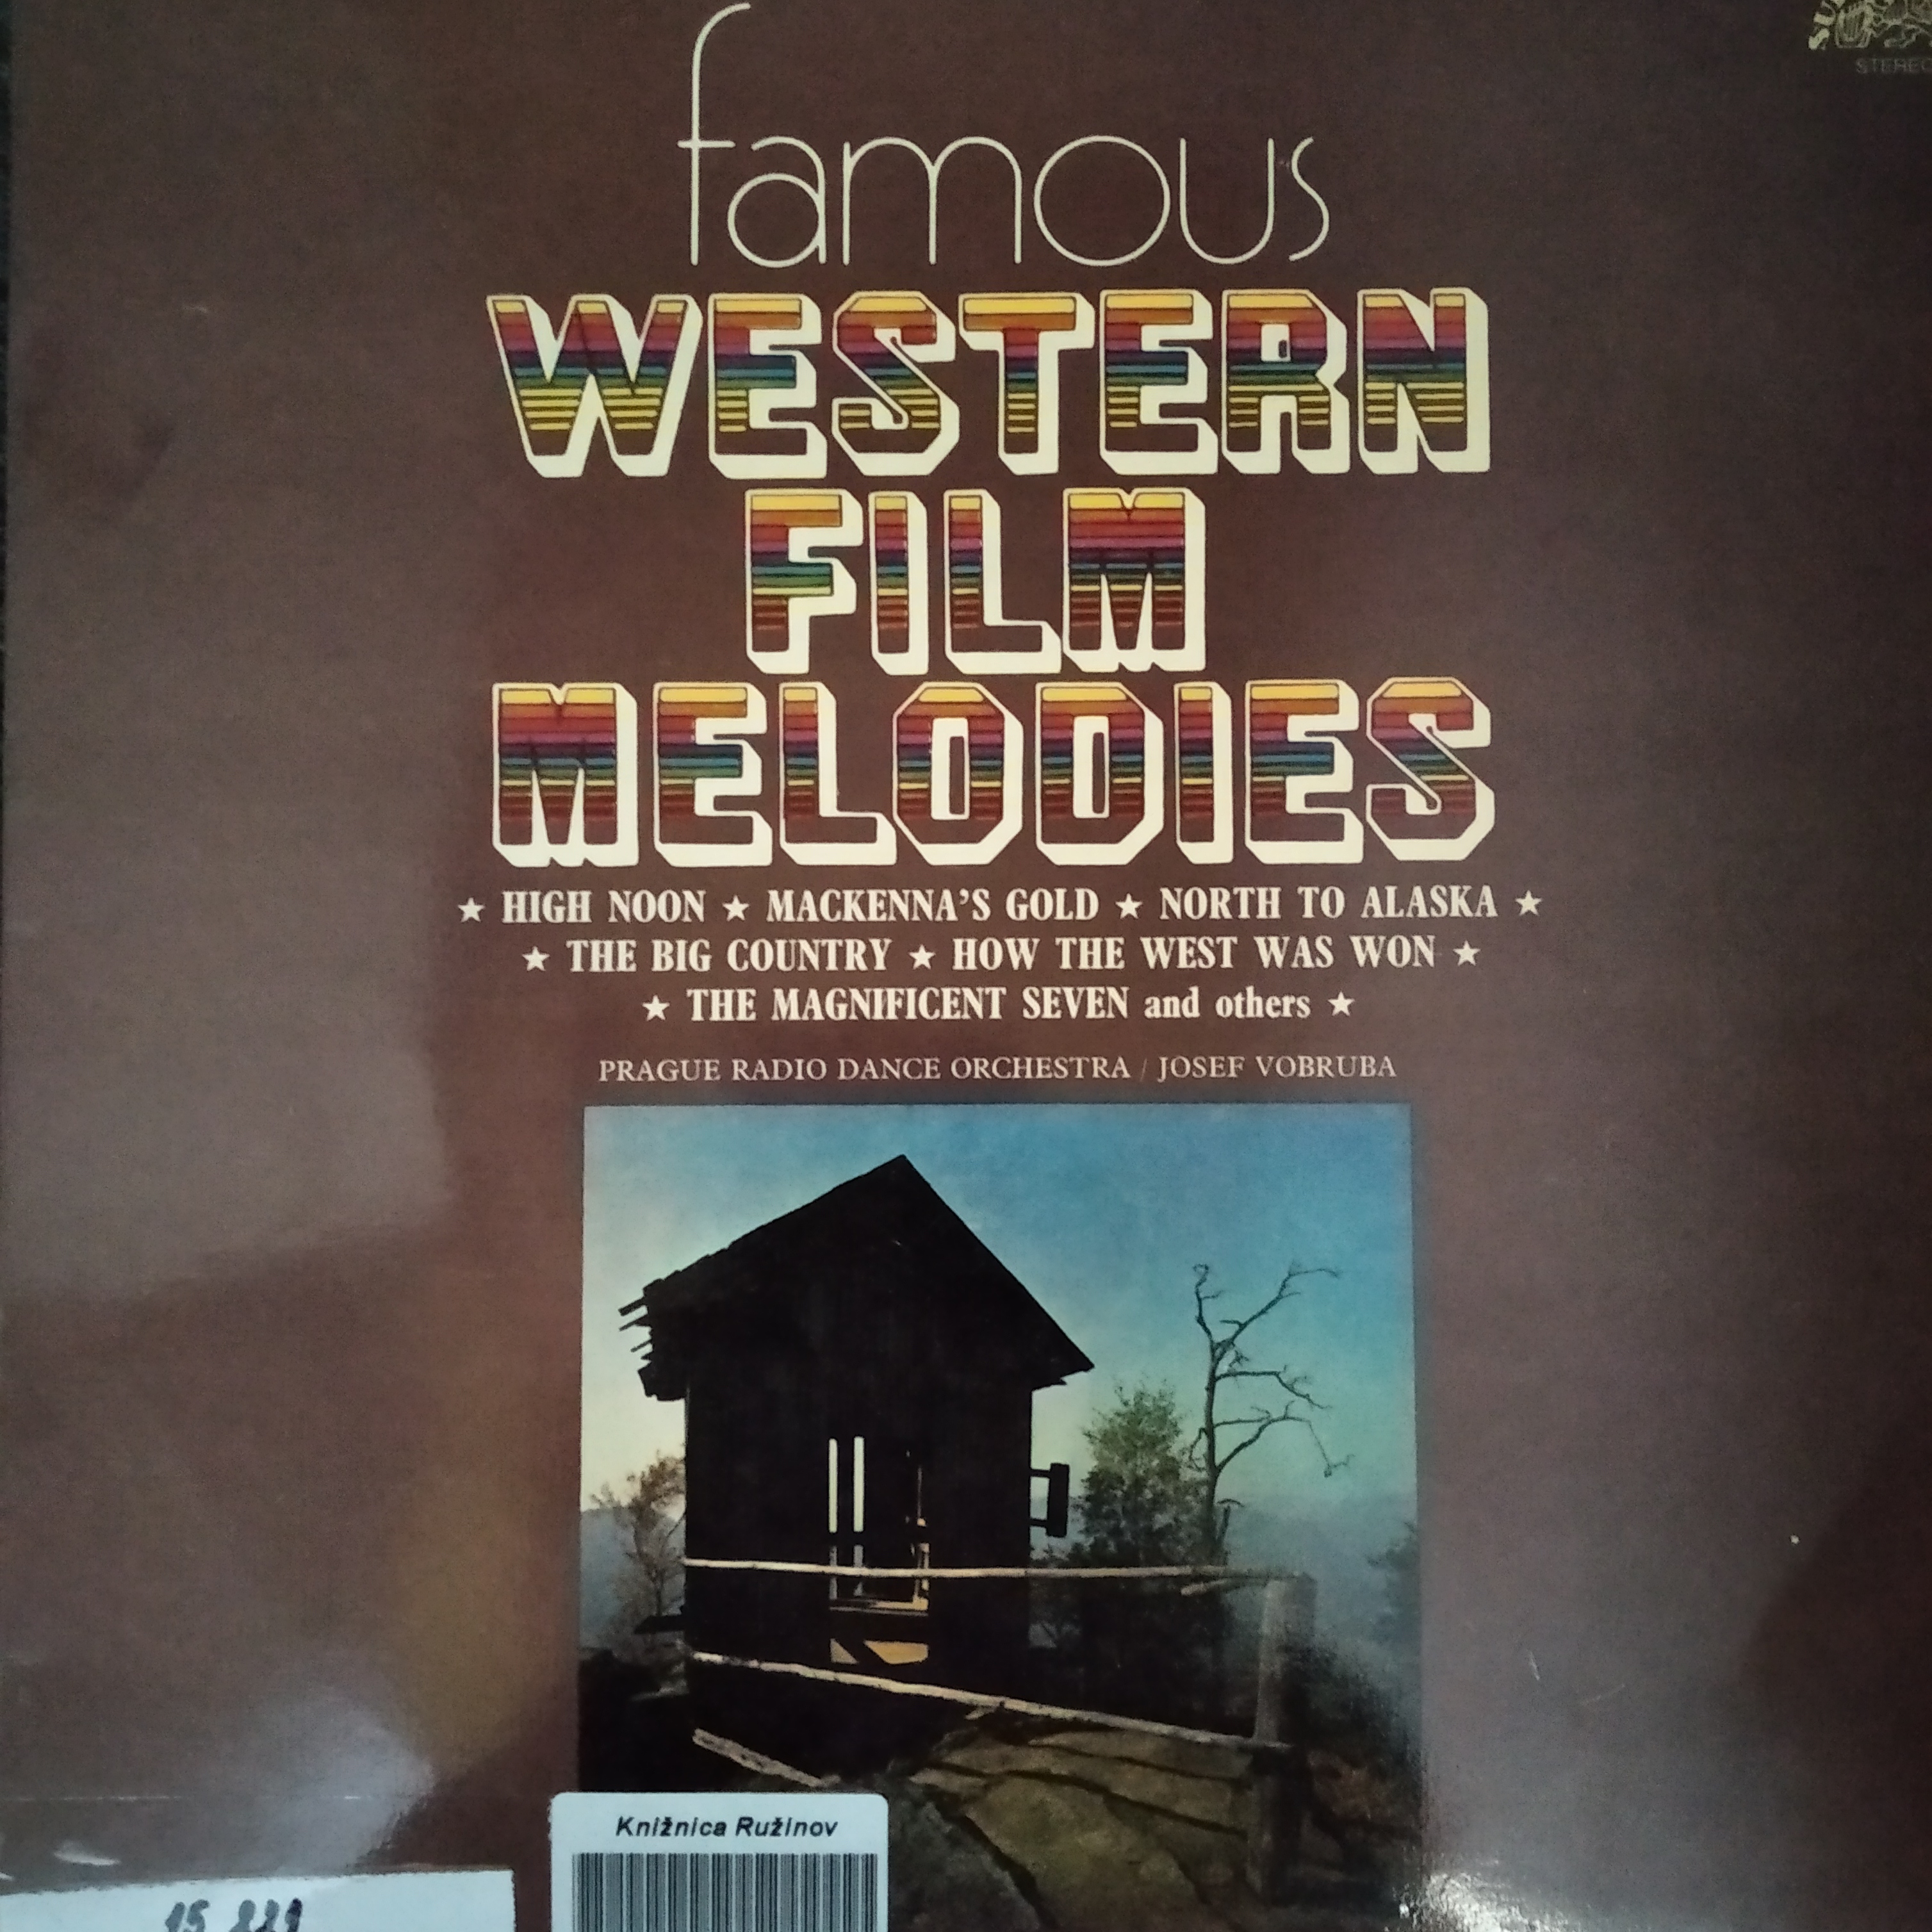 STEREO
famous
WESTERN
FILM
MELODIES
★ HIGH NOON ★ MACKENNA'S GOLD ★ NORTH TO ALASKA ★
★ THE BIG COUNTRY ★ HOW THE WEST WAS WON ★
★ THE MAGNIFICENT SEVEN and others ★
PRAGUE RADIO DANCE ORCHESTRA / JOSEF VOBRUBA
Knižnica Ružinov